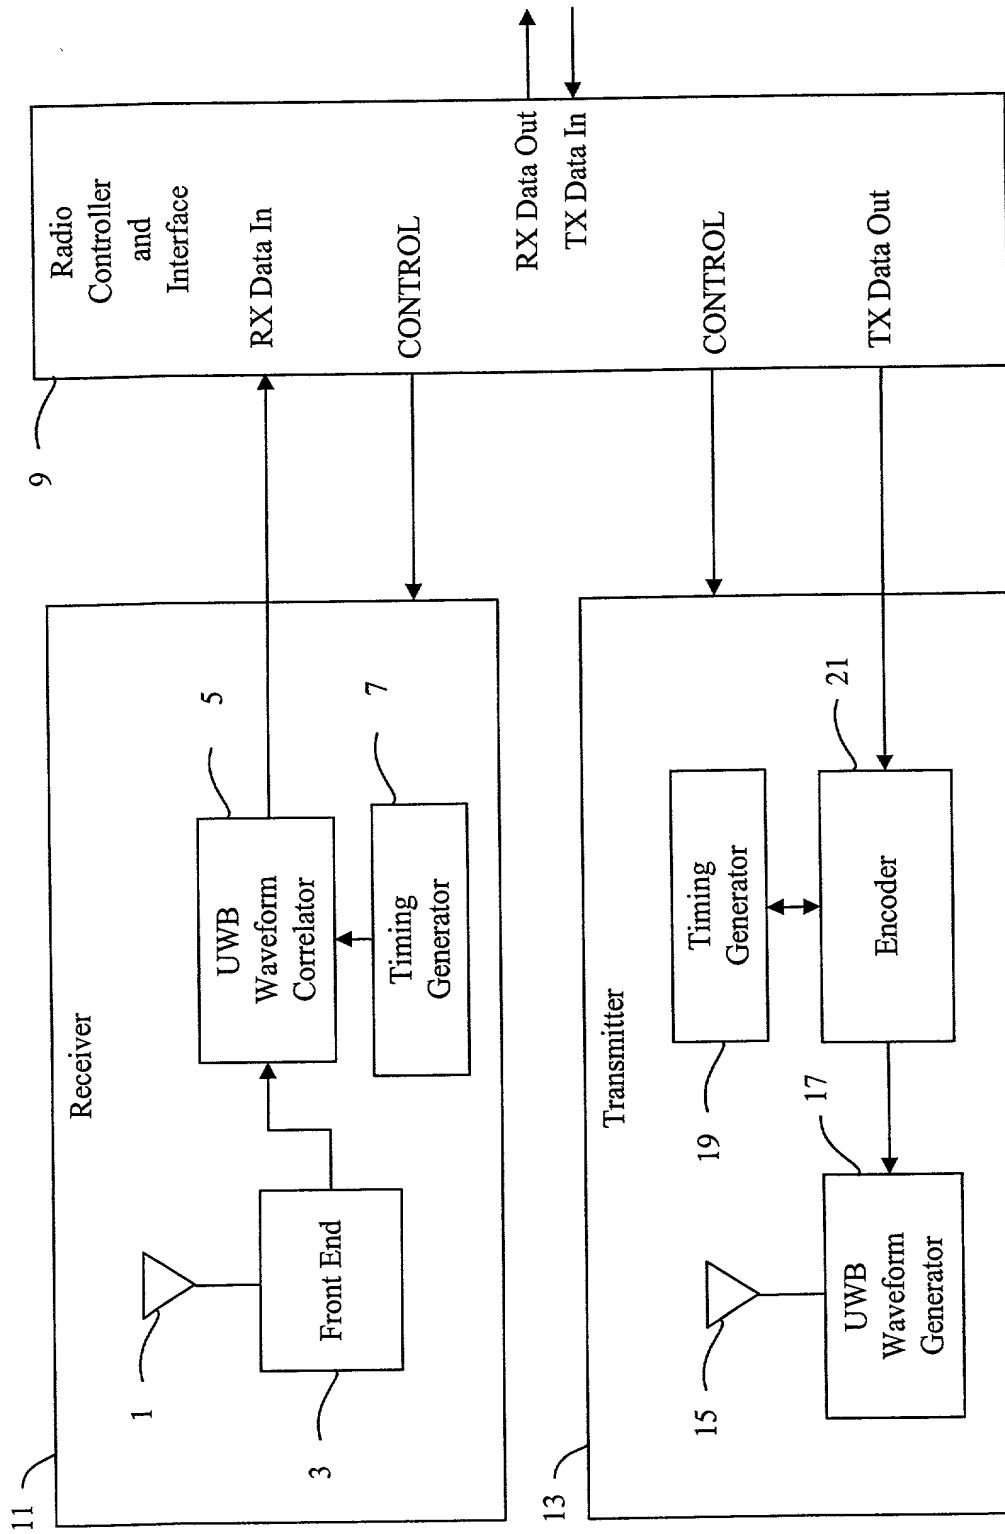 11
Receiver
1
Front End
3
UWB
Waveform
Correlator
5
Timing
Generator
7
9
Radio
Controller
and
Interface
RX Data In
CONTROL
RX Data Out
TX Data In
CONTROL
TX Data Out
13
Transmitter
15
UWB
Waveform
Generator
17
Timing
Generator
19
Encoder
21